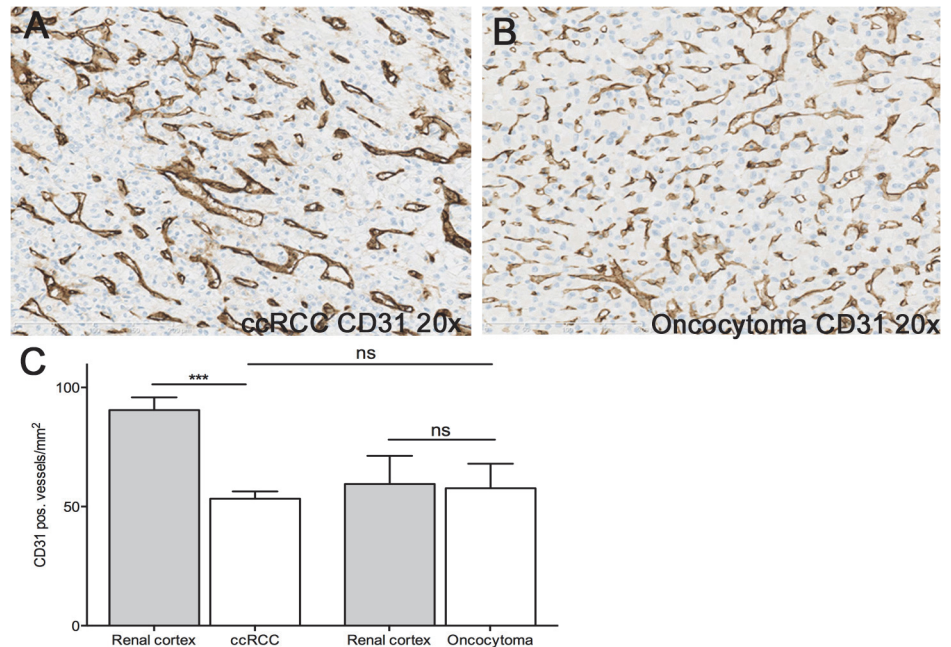 A
B
ccRCC CD31 20x
Oncocytoma CD31 20x
C
ns
***
ns
100
50
0
CD31 pos. vessels/mm²
Renal cortex
ccRCC
Renal cortex
Oncocytoma